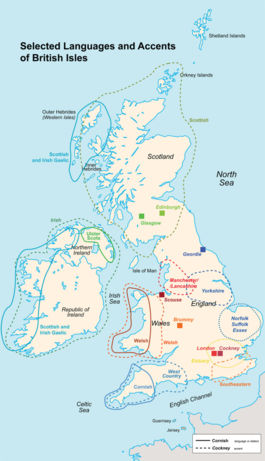 Shetland Islands
Selected Languages and Accents
of British Isles
Orkney Islands
Outer Hebrides
(Western Isles)
Scottish
Scotland
Scottish
and Irish Gaelic
Inner
Hebrides
North
Sea
Edinburgh
Glasgow
Irish
Ulster
Scots
Northern
Ireland
Geordie
Isle of Man
Mancunian/
Lancashire
Yorkshire
Irish
Sea
Scouse
England
Republic of
Ireland
Wales
Brummy
Norfolk
Suffolk
Essex
Scottish and
Irish Gaelic
Welsh
Welsh
London
Cockney
Estuary
West
Country
Cornish
Southeastern
Celtic
Sea
English Channel
Guernsey
Jersey
Cornish
language or dialect
Cockney
accent